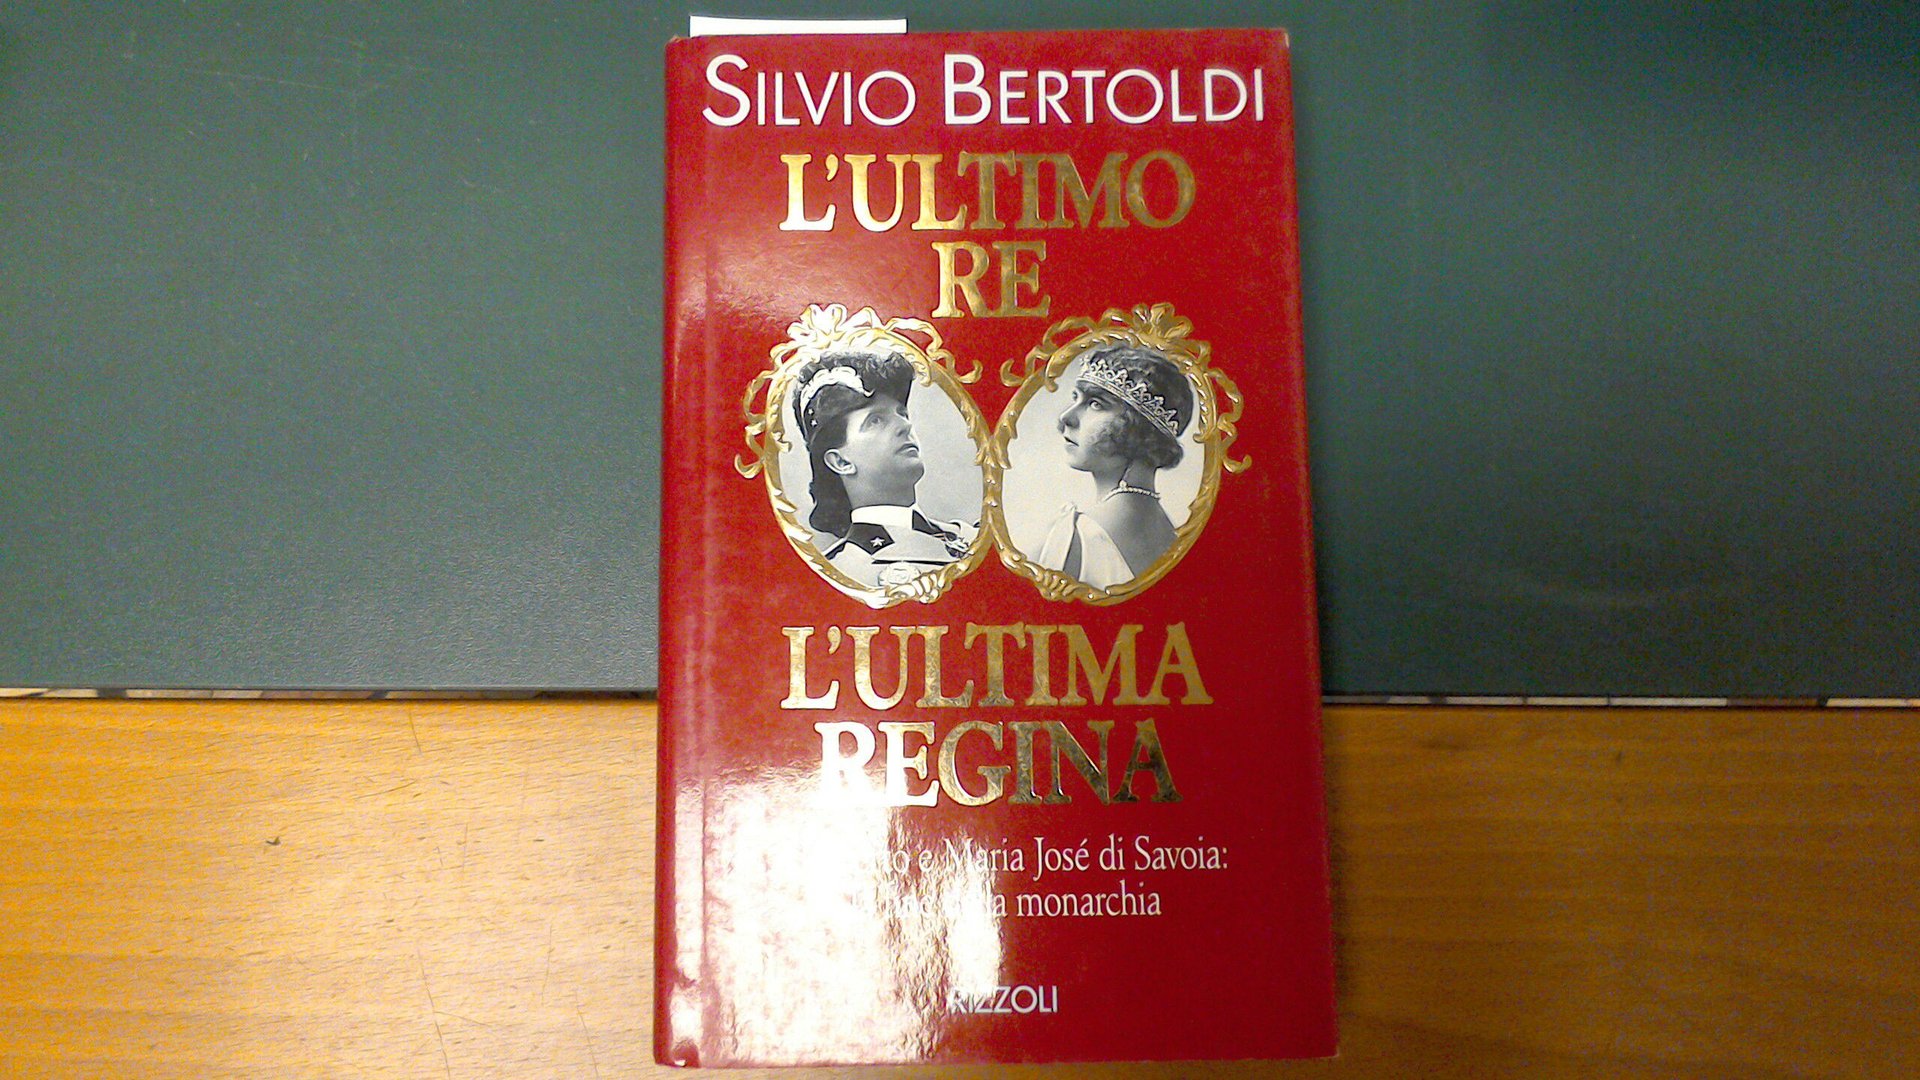 SILVIO BERTOLDI
L'ULTIMO
RE
L'ULTIMA
REGINA
e Maria José di Savoia:
monarchia
RIZZOLI